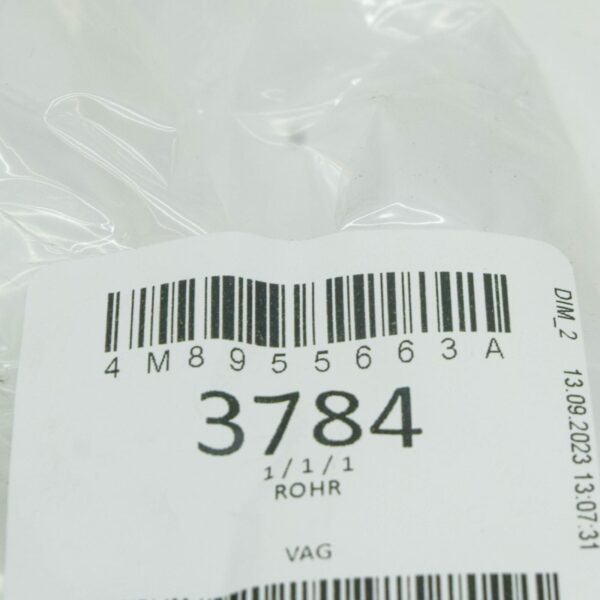 4M8955663A
3784
1/1/1
ROHR
VAG
DIM_2 13.09.2023 13:07:31